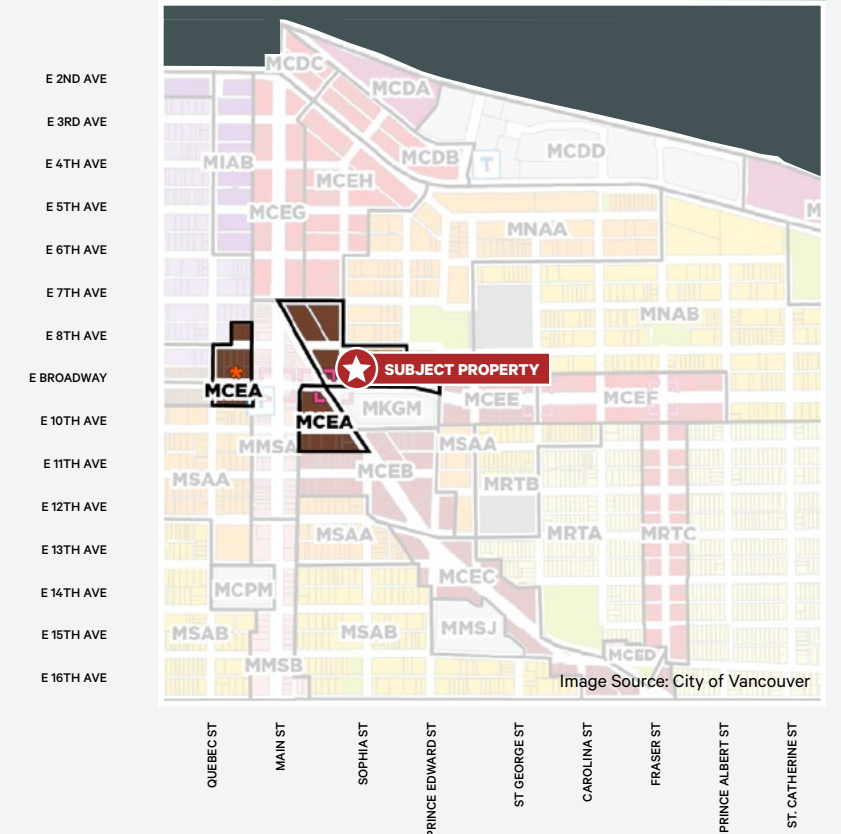 E 2ND AVE
E 3RD AVE
E 4TH AVE
E 5TH AVE
E 6TH AVE
E 7TH AVE
E 8TH AVE
E BROADWAY
E 10TH AVE
E 11TH AVE
E 12TH AVE
E 13TH AVE
E 14TH AVE
E 15TH AVE
E 16TH AVE
MCDC
MCDA
MIAB
MCDB
T
MCDD
MCEH
MCEG
M
MNAA
MNAB
SUBJECT PROPERTY
MCEA
MKGM
MCEE
MCEF
MCEA
MMSA
MSAA
MCEB
MSAA
MRTB
MSAA
MRTA
MRTC
MCPM
MCEC
MSAB
MSAB
MMSJ
MMSB
MCED
Image Source: City of Vancouver
QUEBEC ST
MAIN ST
SOPHIA ST
PRINCE EDWARD ST
ST GEORGE ST
CAROLINA ST
FRASER ST
PRINCE ALBERT ST
ST. CATHERINE ST